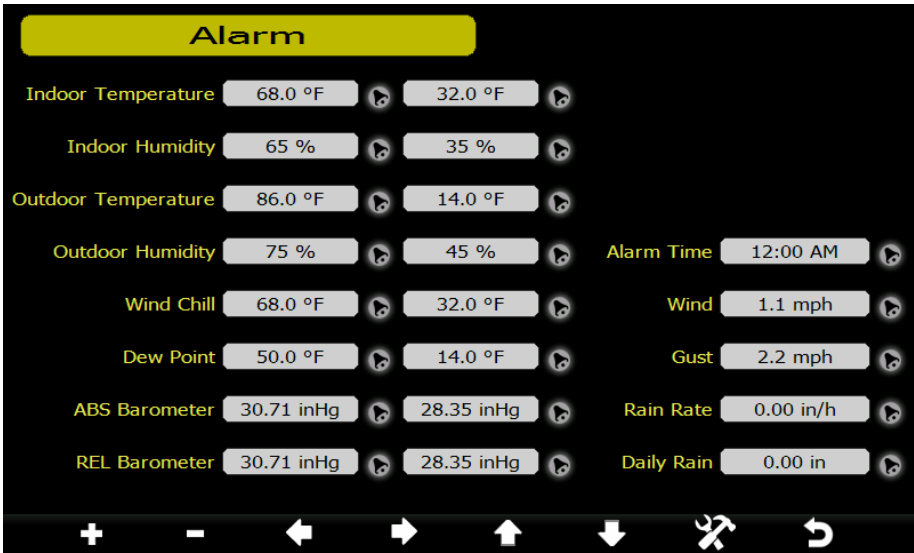 Alarm
Indoor Temperature 68.0 °F 32.0 °F
Indoor Humidity 65 % 35 %
Outdoor Temperature 86.0 °F 14.0 °F
Outdoor Humidity 75 % 45 % Alarm Time 12:00 AM
Wind Chill 68.0 °F 32.0 °F Wind 1.1 mph
Dew Point 50.0 °F 14.0 °F Gust 2.2 mph
ABS Barometer 30.71 inHg 28.35 inHg Rain Rate 0.00 in/h
REL Barometer 30.71 inHg 28.35 inHg Daily Rain 0.00 in